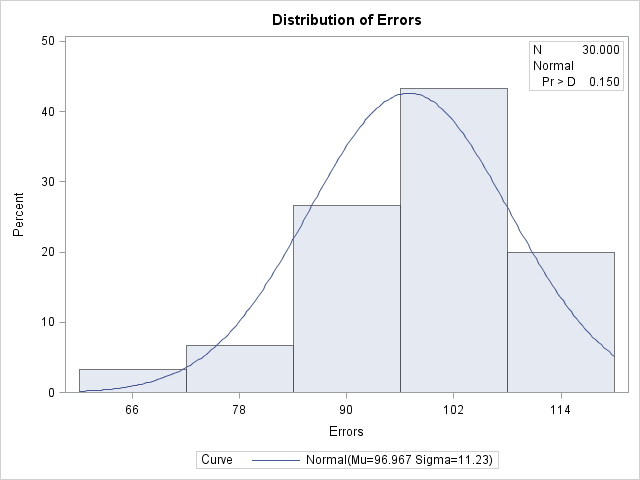 Distribution of Errors
50
40
30
20
10
0
Percent
N 30.000
Normal
Pr > D 0.150
66 78 90 102 114
Errors
Curve Normal(Mu=96.967 Sigma=11.23)